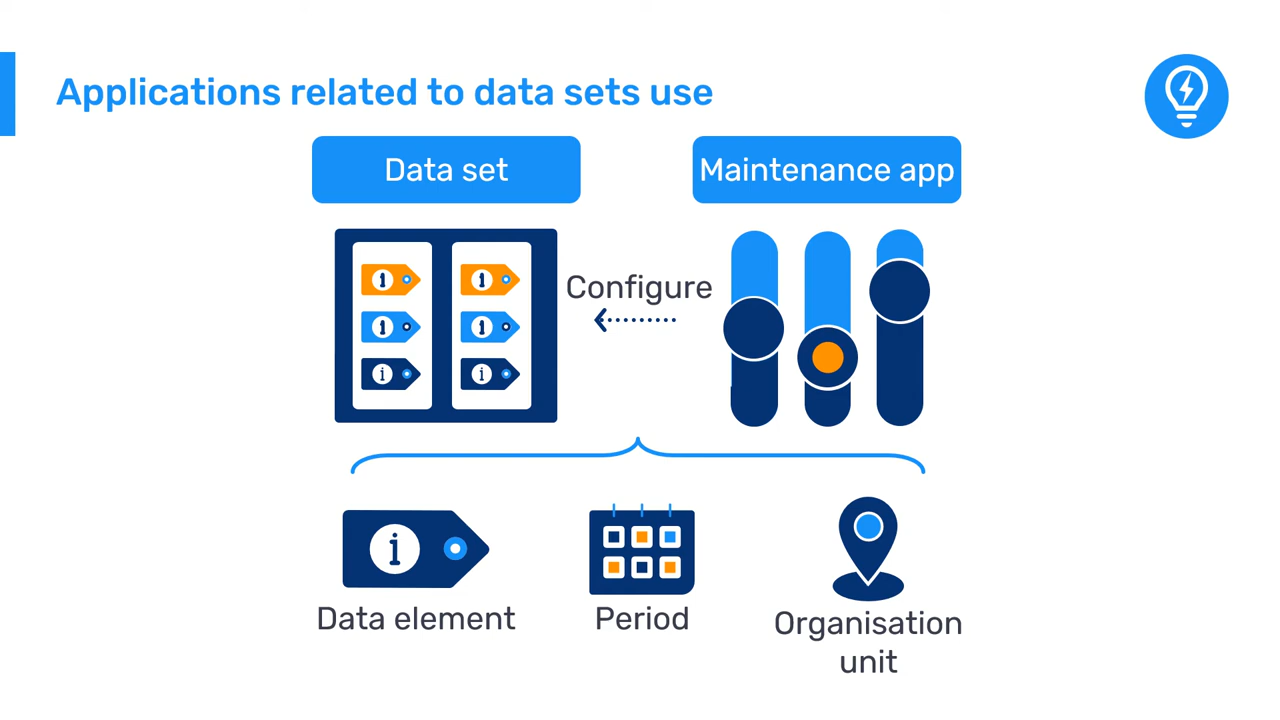 Applications related to data sets use
Data set
Maintenance app
Configure
Data element
Period
Organisation
unit